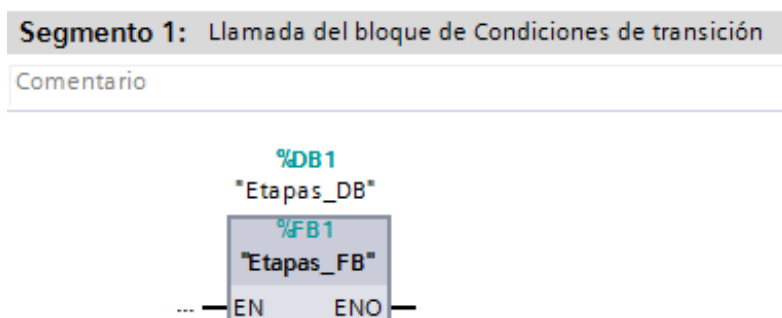 Segmento 1: Llamada del bloque de Condiciones de transición
Comentario
%DB1
"Etapas_DB"
%FB1
"Etapas_FB"
... EN ENO